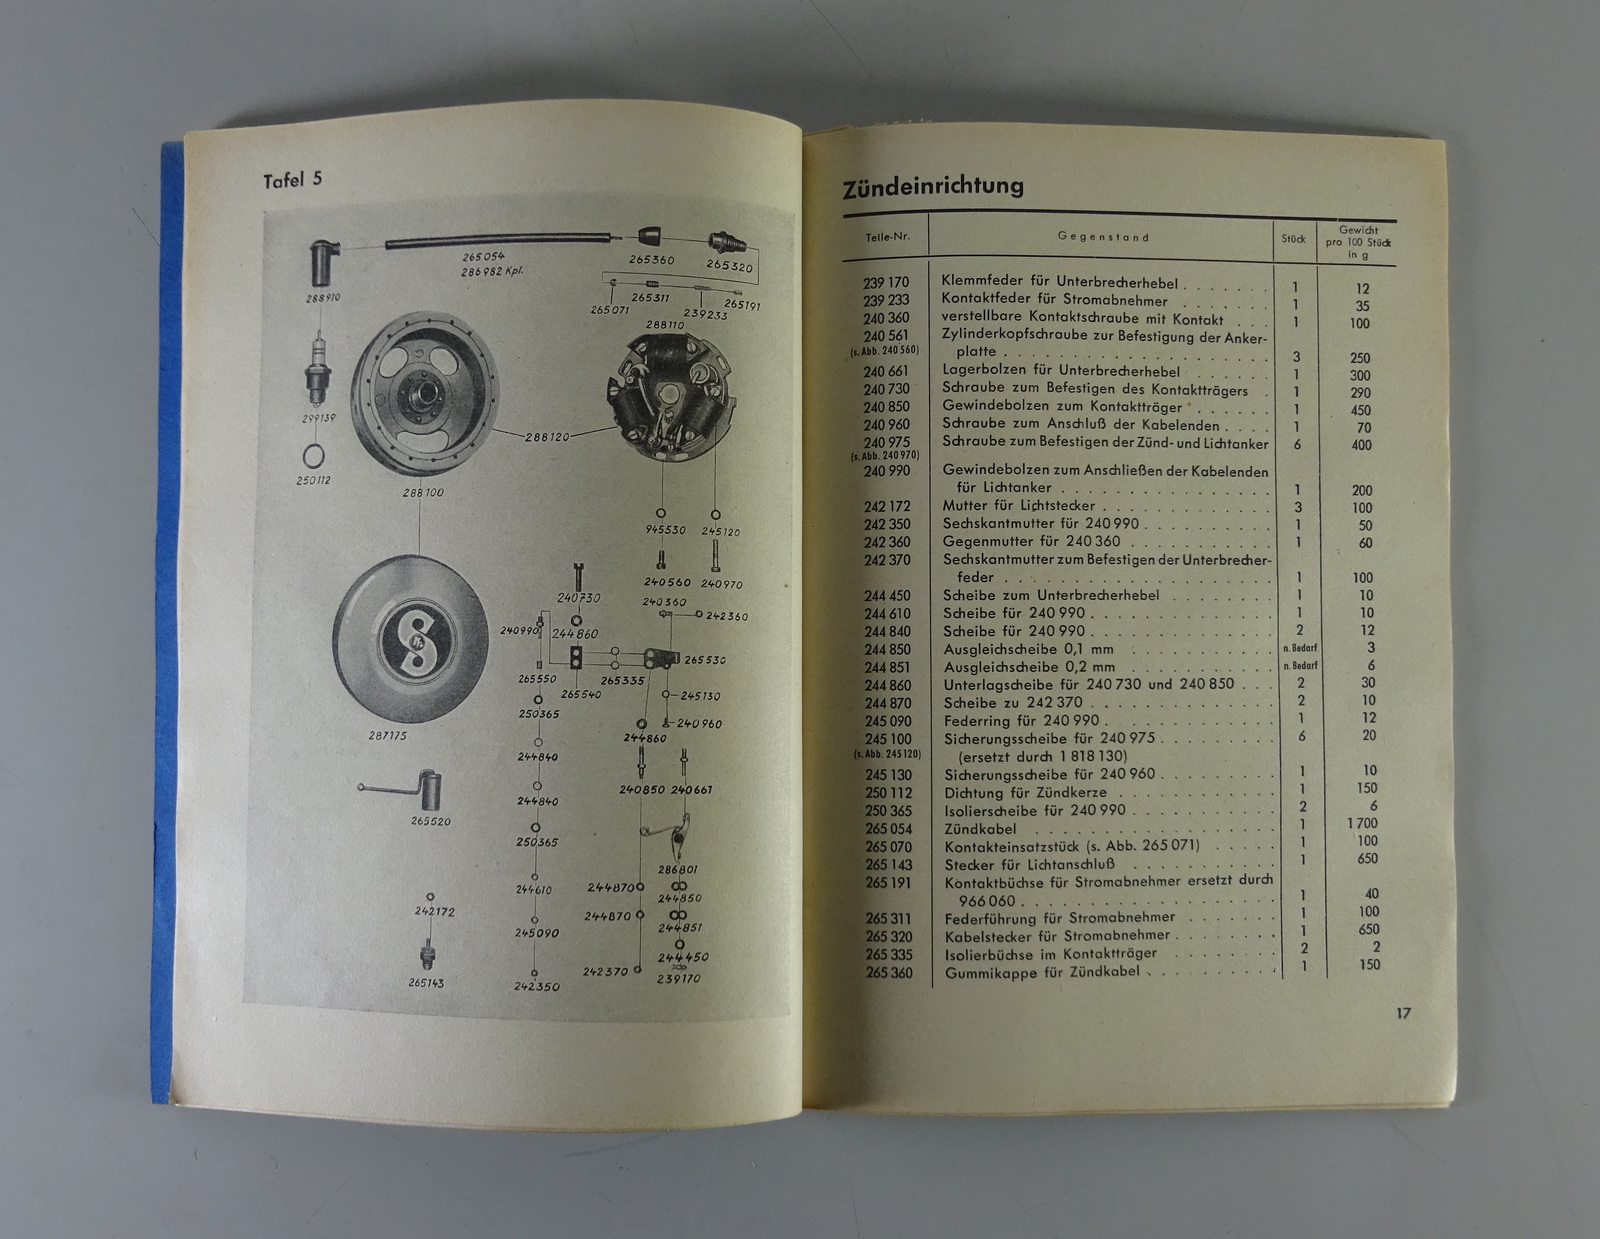 Tafel 5
265054
286982 Kpl.
265360
265320
288910
265071
265311
239233
265191
288110
299139
288120
250112
288100
945530
245120
240560
240970
240730
240360
242360
240990
244860
265530
265550
265540
265335
245130
250365
240960
244860
287175
244840
240850
240661
244840
265520
250365
286801
244610
244870
244850
242172
244870
244851
245090
244450
242370
239170
265143
242350
Zündeinrichtung
Teile-Nr. Gegenstand Stück Gewicht pro 100 Stück in g
239 170 Klemmfeder für Unterbrecherhebel . . . . . . . 1 12
239 233 Kontaktfeder für Stromabnehmer . . . . . . 1 35
240 360 verstellbare Kontaktschraube mit Kontakt . . . 1 100
240 561 Zylinderkopfschraube zur Befestigung der Anker-
(s. Abb. 240 560) platte . . . . . . . . . . . . . . . . . . . . 3 250
240 661 Lagerbolzen für Unterbrecherhebel . . . . . . 1 300
240 730 Schraube zum Befestigen des Kontaktträgers . 1 290
240 850 Gewindebolzen zum Kontaktträger . . . . . . 1 450
240 960 Schraube zum Anschluß der Kabelenden . . . . 1 70
240 975 Schraube zum Befestigen der Zünd- und Lichtanker 6 400
(s. Abb. 240 970)
240 990 Gewindebolzen zum Anschließen der Kabelenden
für Lichtanker . . . . . . . . . . . . . . . . 1 200
242 172 Mutter für Lichtstecker . . . . . . . . . . . . . 3 100
242 350 Sechskantmutter für 240 990 . . . . . . . . . . 1 50
242 360 Gegenmutter für 240 360 . . . . . . . . . . . 1 60
242 370 Sechskantmutter zum Befestigen der Unterbrecher-
feder . . . . . . . . . . . . . . . . . . . . 1 100
244 450 Scheibe zum Unterbrecherhebel . . . . . . . . 1 10
244 610 Scheibe für 240 990 . . . . . . . . . . . . . . 1 10
244 840 Scheibe für 240 990 . . . . . . . . . . . . . . 2 12
244 850 Ausgleichscheibe 0,1 mm . . . . . . . . . . . n. Bedarf 3
244 851 Ausgleichscheibe 0,2 mm . . . . . . . . . . . . n. Bedarf 6
244 860 Unterlagscheibe für 240 730 und 240 850 . . . 2 30
244 870 Scheibe zu 242 370 . . . . . . . . . . . . . . 2 10
245 090 Federring für 240 990 . . . . . . . . . . . . . 1 12
245 100 Sicherungsscheibe für 240 975 . . . . . . . . . 6 20
(s. Abb. 245 120) (ersetzt durch 1 818 130)
245 130 Sicherungsscheibe für 240 960 . . . . . . . . . 1 10
250 112 Dichtung für Zündkerze . . . . . . . . . . . . 1 150
250 365 Isolierscheibe für 240 990 . . . . . . . . . . . 2 6
265 054 Zündkabel . . . . . . . . . . . . . . . . . . 1 1700
265 070 Kontakteinsatzstück (s. Abb. 265 071) . . . . . 1 100
265 143 Stecker für Lichtanschluß . . . . . . . . . . . 1 650
265 191 Kontaktbüchse für Stromabnehmer ersetzt durch
966 060 . . . . . . . . . . . . . . . . . . . 1 40
265 311 Federführung für Stromabnehmer . . . . . . . 1 100
265 320 Kabelstecker für Stromabnehmer . . . . . . . . 1 650
265 335 Isolierbüchse im Kontaktträger . . . . . . . . 2 2
265 360 Gummikappe für Zündkabel . . . . . . . . . . 1 150
17